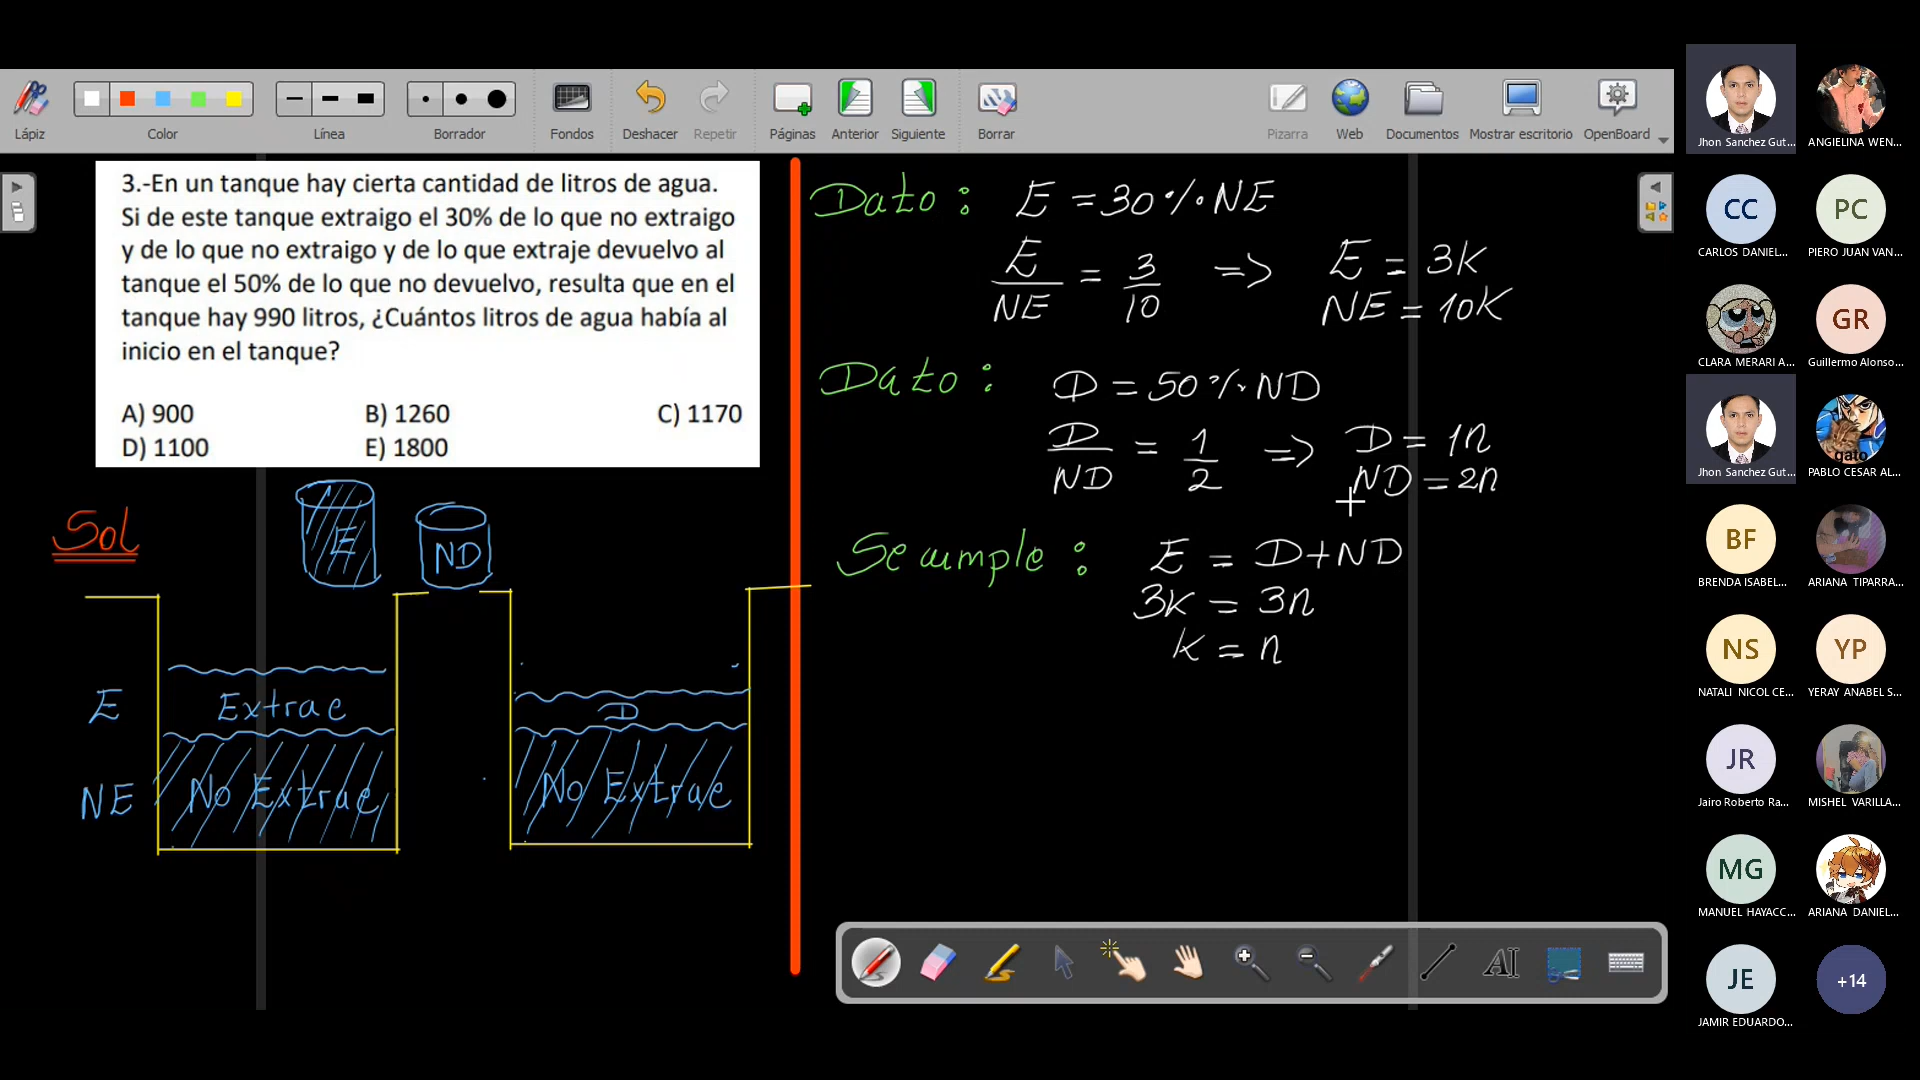 Lápiz
Color
Línea
Borrador
Fondos
Deshacer
Repetir
Páginas
Anterior
Siguiente
Borrar
Pizarra
Web
Documentos
Mostrar escritorio
OpenBoard
3.-En un tanque hay cierta cantidad de litros de agua.
Si de este tanque extraigo el 30% de lo que no extraigo
y de lo que no extraigo y de lo que extraje devuelvo al
tanque el 50% de lo que no devuelvo, resulta que en el
tanque hay 990 litros, ¿Cuántos litros de agua había al
inicio en el tanque?
A) 900 B) 1260 C) 1170
D) 1100 E) 1800
Sol
E
ND
E
Extrae
NE
No Extrae
D
No Extrae
Dato : E = 30 % NE
E/NE = 3/10 => E = 3K
NE = 10K
Dato : D = 50 % ND
D/ND = 1/2 => D = 1n
ND = 2n
Se cumple : E = D+ND
3K = 3n
K = n
AI
Jhon Sanchez Gut...
ANGIELINA WEN...
CC
CARLOS DANIEL...
PC
PIERO JUAN VAN...
CLARA MERARI A...
GR
Guillermo Alonso...
Jhon Sanchez Gut...
gato
PABLO CESAR AL...
BF
BRENDA ISABEL...
ARIANA TIPARRA...
NS
NATALI NICOL CE...
YP
YERAY ANABEL S...
JR
Jairo Roberto Ra...
MISHEL VARILLA...
MG
MANUEL HAYACC...
ARIANA DANIEL...
JE
JAMIR EDUARDO...
+14